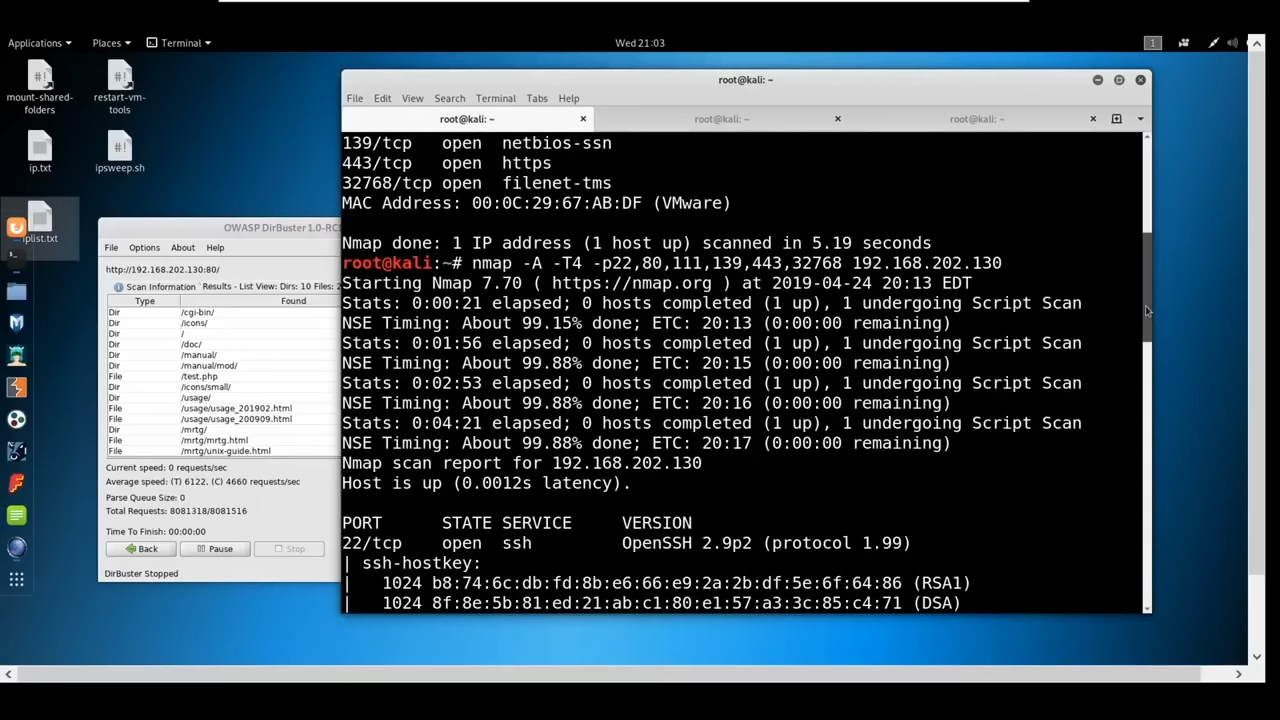 Applications Places Terminal Wed 21:03 1
mount-shared-folders
restart-vm-tools
ip.txt
ipsweep.sh
iplist.txt
OWASP DirBuster 1.0-RC
File Options About Help
http://192.168.202.130:80/
Scan Information Results - List View: Dirs: 10 Files:
Type Found
Dir /cgi-bin/
Dir /icons/
Dir /
Dir /doc/
Dir /manual/
Dir /manual/mod/
File /test.php
Dir /icons/small/
Dir /usage/
File /usage/usage_201902.html
File /usage/usage_200909.html
Dir /mrtg/
File /mrtg/mrtg.html
File /mrtg/unix-guide.html
Current speed: 0 requests/sec
Average speed: (T) 6122, (C) 4660 requests/sec
Parse Queue Size: 0
Total Requests: 8081318/8081516
Time To Finish: 00:00:00
Back Pause Stop
DirBuster Stopped
root@kali: ~
File Edit View Search Terminal Tabs Help
root@kali: ~ root@kali: ~ root@kali: ~
139/tcp open netbios-ssn
443/tcp open https
32768/tcp open filenet-tms
MAC Address: 00:0C:29:67:AB:DF (VMware)
Nmap done: 1 IP address (1 host up) scanned in 5.19 seconds
root@kali:~# nmap -A -T4 -p22,80,111,139,443,32768 192.168.202.130
Starting Nmap 7.70 ( https://nmap.org ) at 2019-04-24 20:13 EDT
Stats: 0:00:21 elapsed; 0 hosts completed (1 up), 1 undergoing Script Scan
NSE Timing: About 99.15% done; ETC: 20:13 (0:00:00 remaining)
Stats: 0:01:56 elapsed; 0 hosts completed (1 up), 1 undergoing Script Scan
NSE Timing: About 99.88% done; ETC: 20:15 (0:00:00 remaining)
Stats: 0:02:53 elapsed; 0 hosts completed (1 up), 1 undergoing Script Scan
NSE Timing: About 99.88% done; ETC: 20:16 (0:00:00 remaining)
Stats: 0:04:21 elapsed; 0 hosts completed (1 up), 1 undergoing Script Scan
NSE Timing: About 99.88% done; ETC: 20:17 (0:00:00 remaining)
Nmap scan report for 192.168.202.130
Host is up (0.0012s latency).
PORT STATE SERVICE VERSION
22/tcp open ssh OpenSSH 2.9p2 (protocol 1.99)
| ssh-hostkey:
| 1024 b8:74:6c:db:fd:8b:e6:66:e9:2a:2b:df:5e:6f:64:86 (RSA1)
| 1024 8f:8e:5b:81:ed:21:ab:c1:80:e1:57:a3:3c:85:c4:71 (DSA)